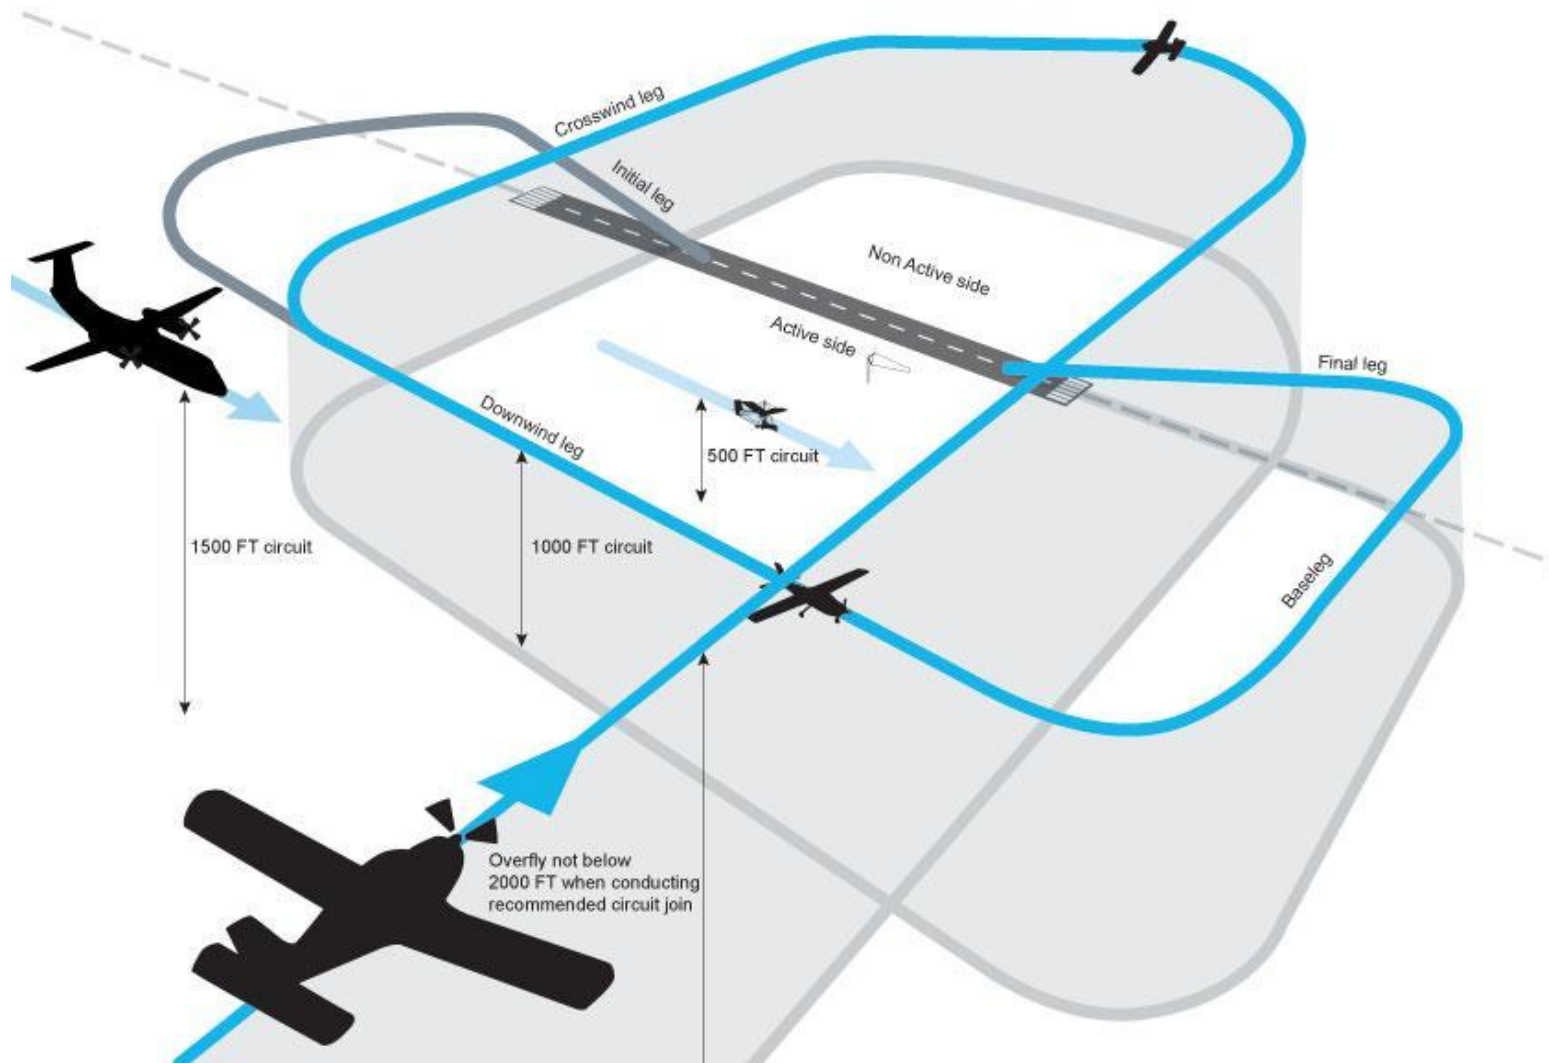 Crosswind leg
Initial leg
Non Active side
Active side
Final leg
Downwind leg
500 FT circuit
1500 FT circuit
1000 FT circuit
Baseleg
Overfly not below
2000 FT when conducting
recommended circuit join